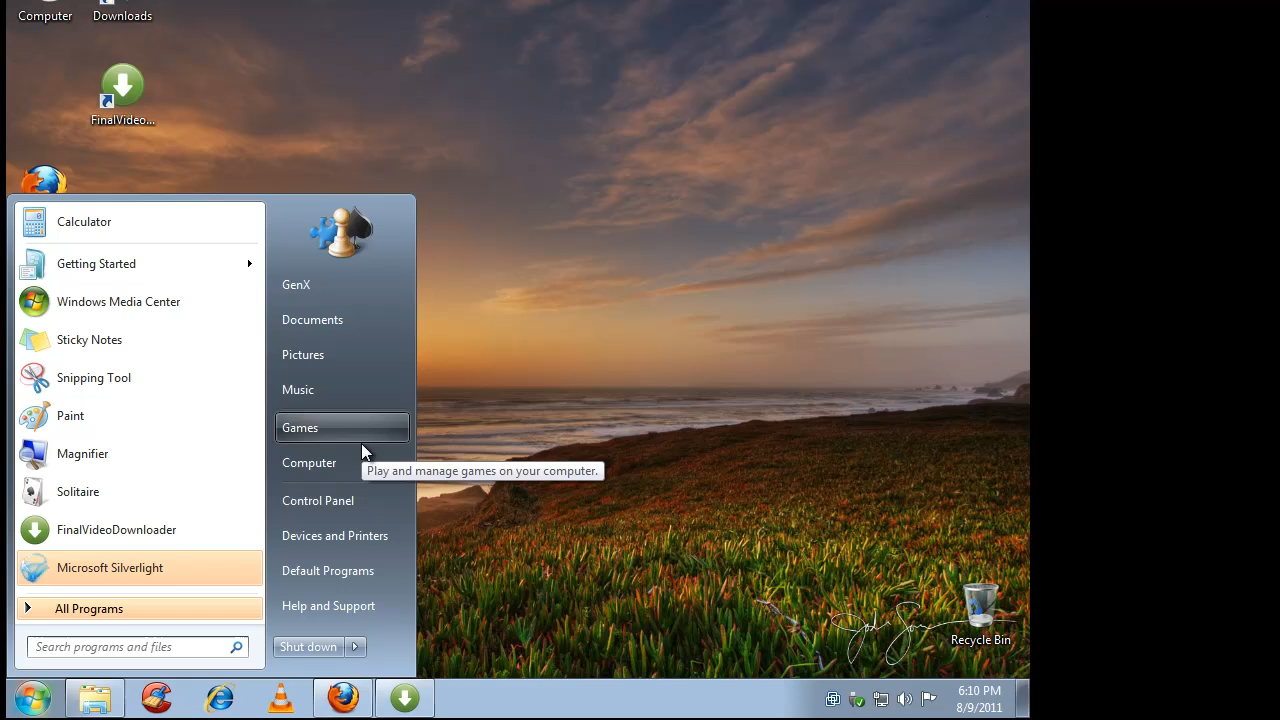 Computer
Downloads
FinalVideo...
Calculator
Getting Started
Windows Media Center
Sticky Notes
Snipping Tool
Paint
Magnifier
Solitaire
FinalVideoDownloader
Microsoft Silverlight
All Programs
Search programs and files
GenX
Documents
Pictures
Music
Games
Computer
Play and manage games on your computer.
Control Panel
Devices and Printers
Default Programs
Help and Support
Shut down
Recycle Bin
6:10 PM
8/9/2011